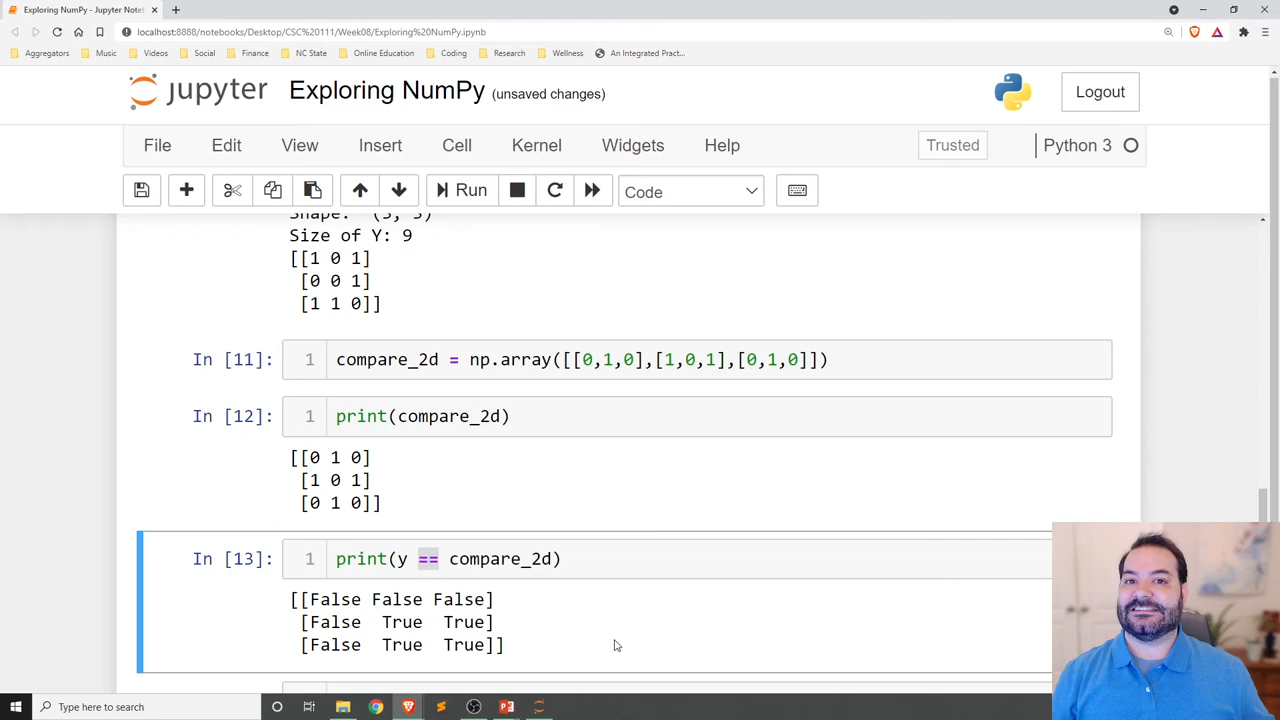 Exploring NumPy - Jupyter Note
localhost:8888/notebooks/Desktop/CSC%20111/Week08/Exploring%20NumPy.ipynb
Aggregators Music Videos Social Finance NC State Online Education Coding Research Wellness An Integrated Pract...
jupyter Exploring NumPy (unsaved changes) Logout
File Edit View Insert Cell Kernel Widgets Help Trusted Python 3
Run Code
Shape: (3, 3)
Size of Y: 9
[[1 0 1]
[0 0 1]
[1 1 0]]
In [11]: 1 compare_2d = np.array([[0,1,0],[1,0,1],[0,1,0]])
In [12]: 1 print(compare_2d)
[[0 1 0]
[1 0 1]
[0 1 0]]
In [13]: 1 print(y == compare_2d)
[[False False False]
[False True True]
[False True True]]
Type here to search